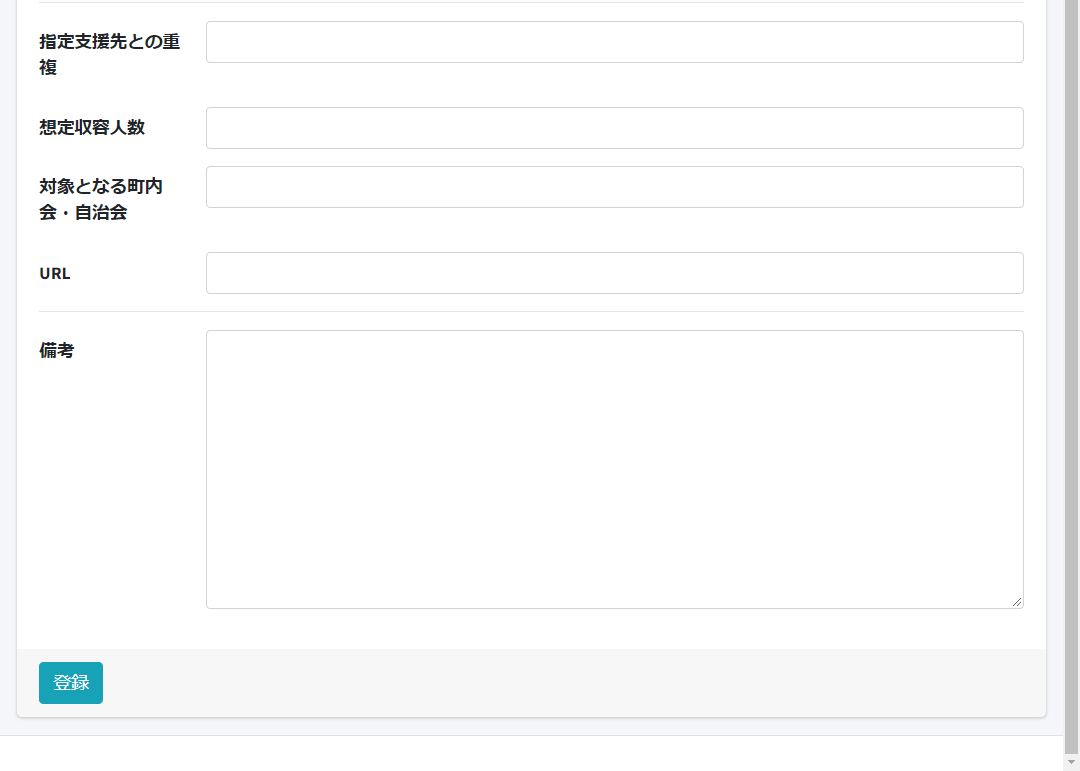 指定支援先との重
複
想定収容人数
対象となる町内
会・自治会
URL
備考
登録